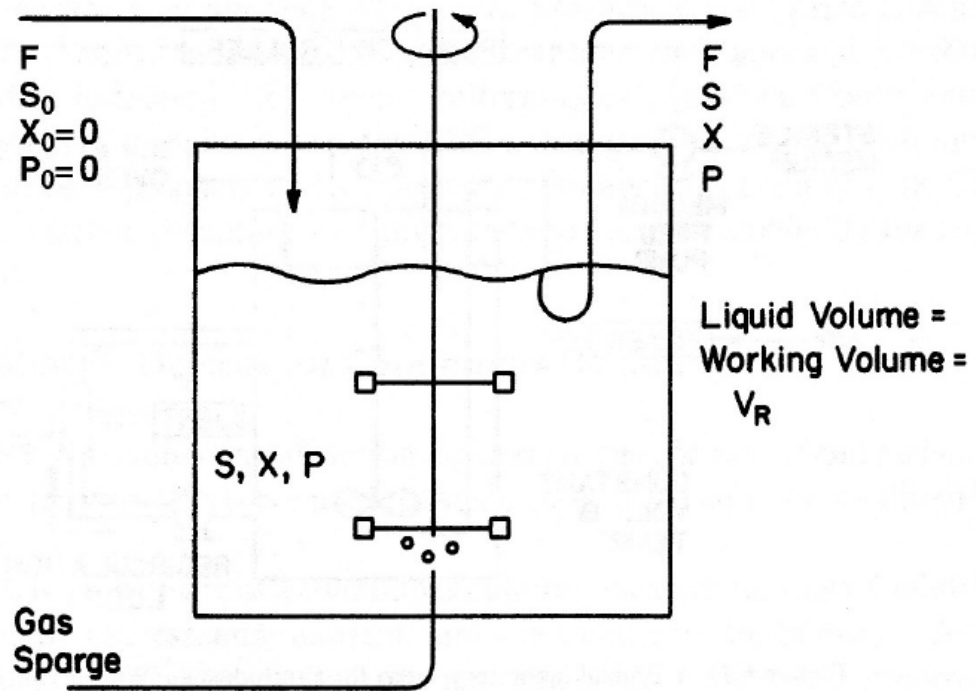 F
S₀
X₀=0
P₀=0
F
S
X
P
Liquid Volume =
Working Volume =
V_R
S, X, P
Gas
Sparge